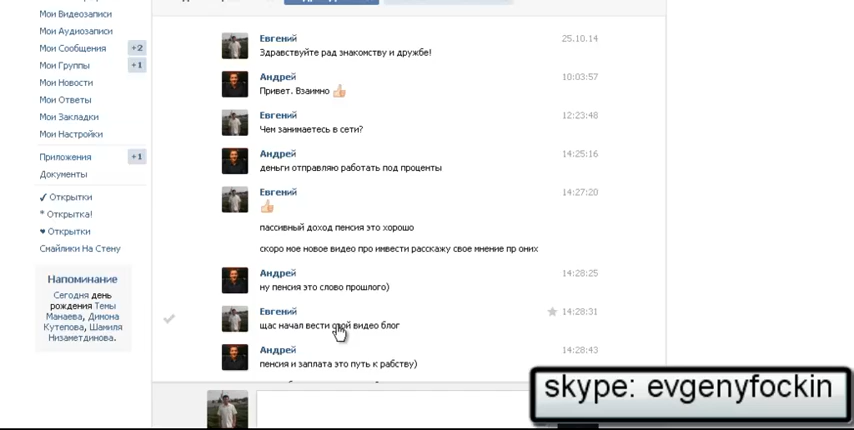 Мои Видеозаписи
Мои Аудиозаписи
Мои Сообщения +2
Мои Группы +1
Мои Новости
Мои Ответы
Мои Закладки
Мои Настройки
Приложения +1
Документы
✓ Открытки
* Открытка!
♥ Открытки
Смайлики На Стену
Напоминание
Сегодня день
рождения Темы
Манаева, Димона
Кутепова, Шаниля
Низаметдинова.
Евгений 25.10.14
Здравствуйте рад знакомству и дружбе!
Андрей 10:03:57
Привет. Взаимно
Евгений 12:23:48
Чем занимаетесь в сети?
Андрей 14:25:16
деньги отправляю работать под проценты
Евгений 14:27:20
пассивный доход пенсия это хорошо
скоро мое новое видео про инвести расскажу свое мнение пр оних
Андрей 14:28:25
ну пенсия это слово прошлого)
Евгений 14:28:31
щас начал вести свой видео блог
Андрей 14:28:43
пенсия и заплата это путь к рабству)
skype: evgenyfockin